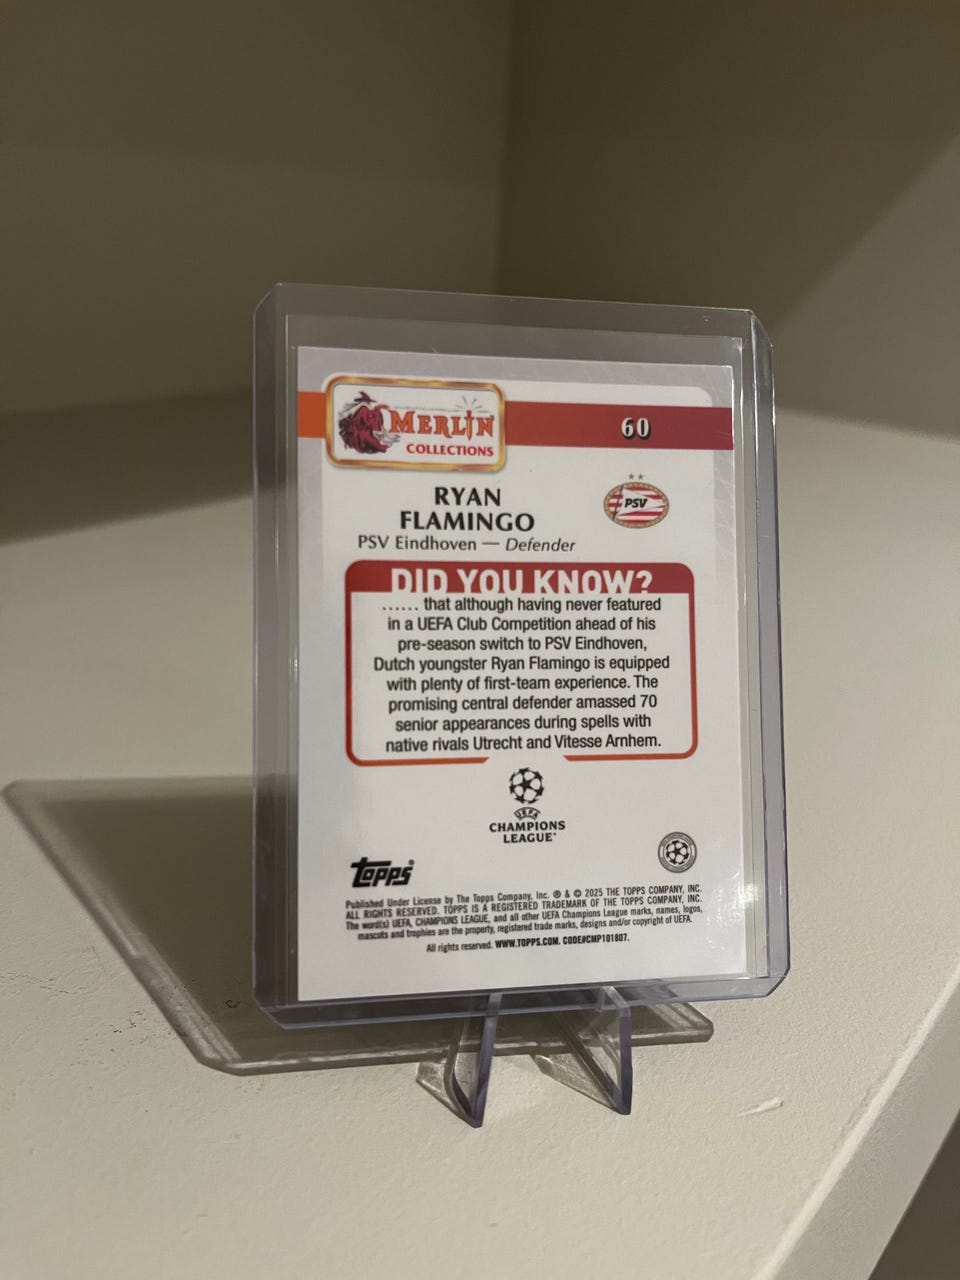 MERLIN
COLLECTIONS
60
RYAN
FLAMINGO
PSV
PSV Eindhoven — Defender
DID YOU KNOW?
...... that although having never featured
in a UEFA Club Competition ahead of his
pre-season switch to PSV Eindhoven,
Dutch youngster Ryan Flamingo is equipped
with plenty of first-team experience. The
promising central defender amassed 70
senior appearances during spells with
native rivals Utrecht and Vitesse Arnhem.
UEFA
CHAMPIONS
LEAGUE®
topps®
Published Under License by The Topps Company, Inc. ® & © 2025 THE TOPPS COMPANY, INC.
ALL RIGHTS RESERVED. TOPPS IS A REGISTERED TRADEMARK OF THE TOPPS COMPANY, INC.
The word(s) UEFA, CHAMPIONS LEAGUE, and all other UEFA Champions League marks, names, logos,
mascots and trophies are the property, registered trade marks, designs and/or copyright of UEFA.
All rights reserved. WWW.TOPPS.COM. CODE#CMP101807.